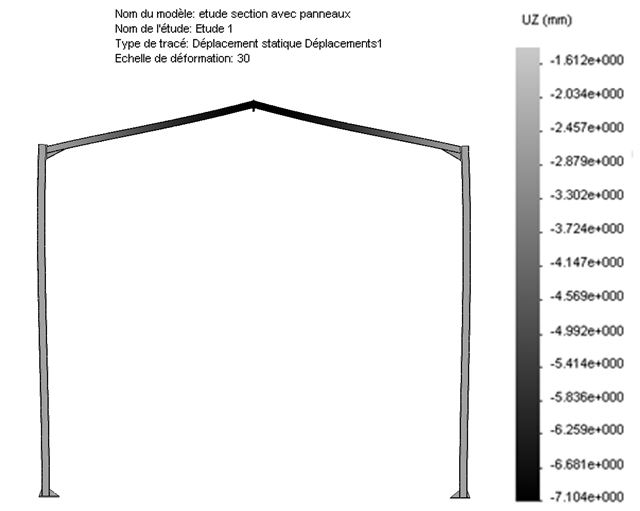 Nom du modèle: etude section avec panneaux
Nom de l'étude: Etude 1
Type de tracé: Déplacement statique Déplacements1
Echelle de déformation: 30
UZ (mm)
-1.612e+000
-2.034e+000
-2.457e+000
-2.879e+000
-3.302e+000
-3.724e+000
-4.147e+000
-4.569e+000
-4.992e+000
-5.414e+000
-5.836e+000
-6.259e+000
-6.681e+000
-7.104e+000